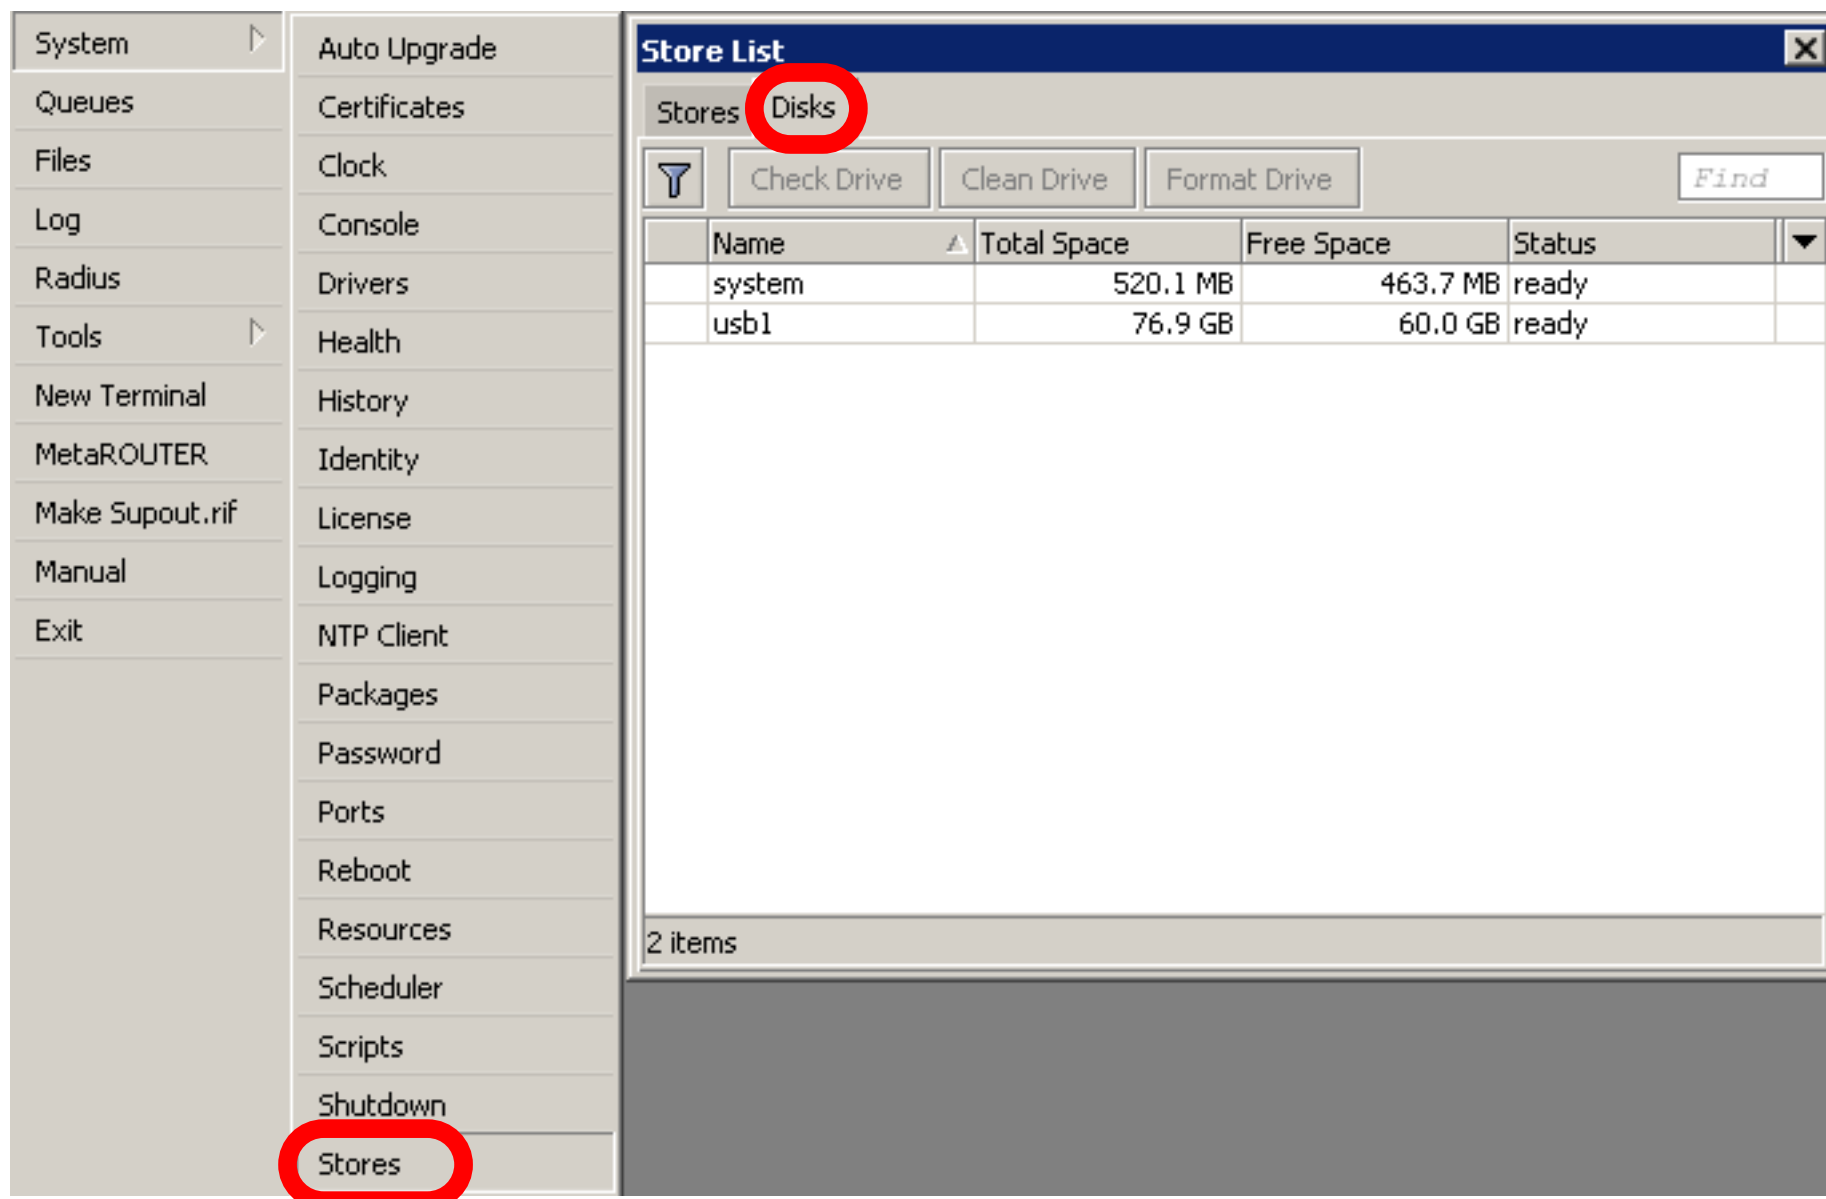 System
Queues
Files
Log
Radius
Tools
New Terminal
MetaROUTER
Make Supout.rif
Manual
Exit
Auto Upgrade
Certificates
Clock
Console
Drivers
Health
History
Identity
License
Logging
NTP Client
Packages
Password
Ports
Reboot
Resources
Scheduler
Scripts
Shutdown
Stores
Store List
Stores Disks
Check Drive Clean Drive Format Drive Find
Name Total Space Free Space Status
system 520.1 MB 463.7 MB ready
usb1 76.9 GB 60.0 GB ready
2 items